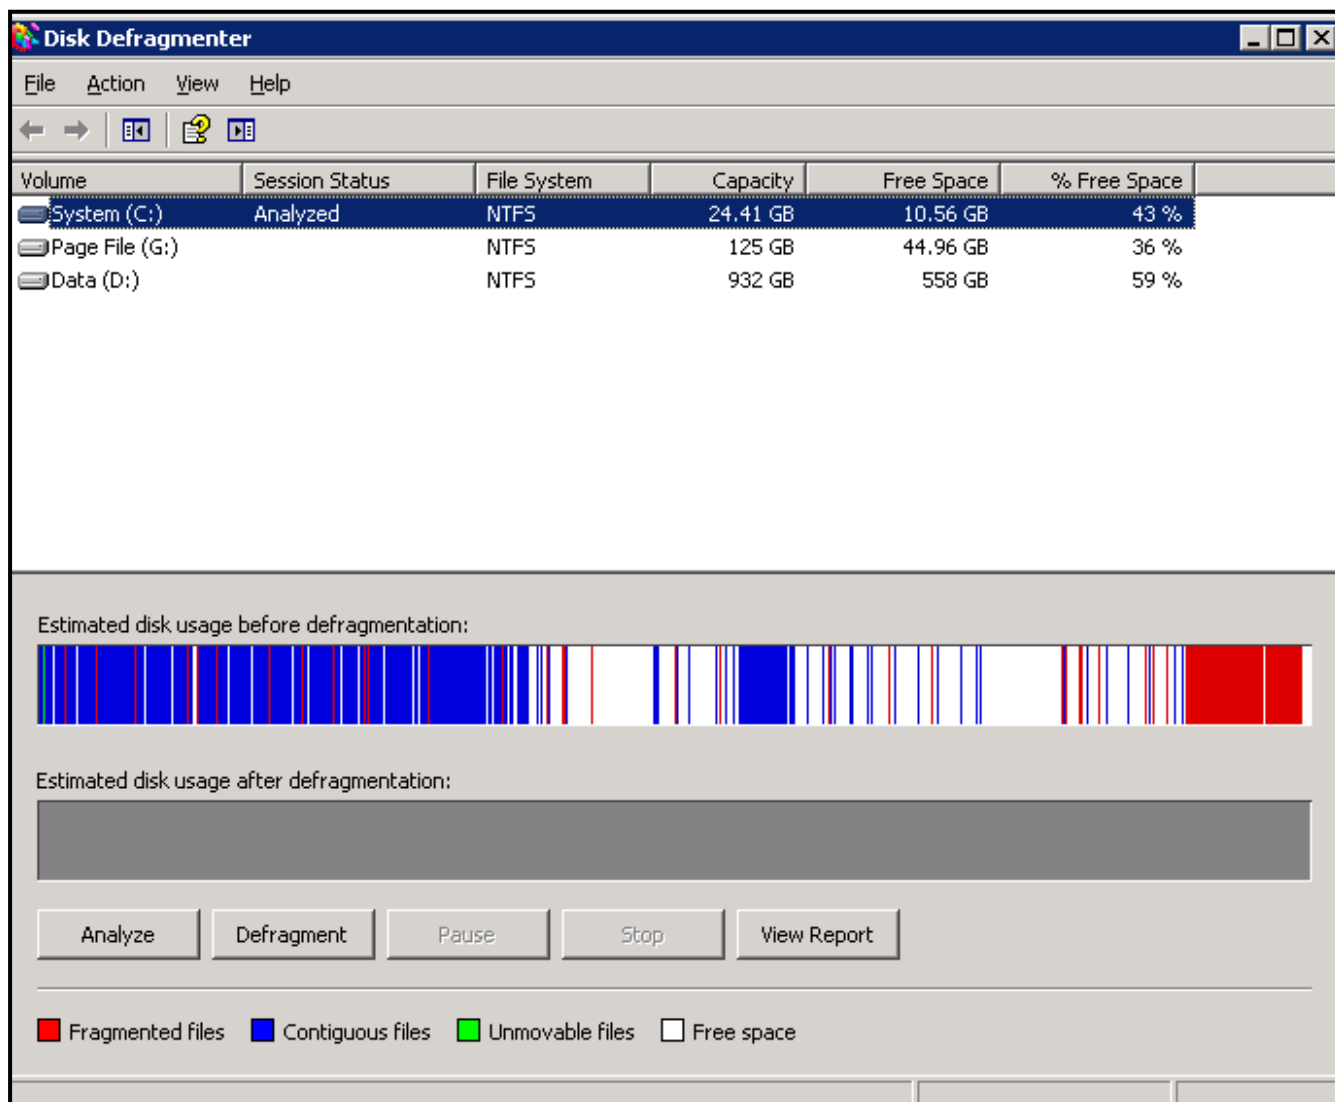 Disk Defragmenter
File Action View Help
Volume Session Status File System Capacity Free Space % Free Space
System (C:) Analyzed NTFS 24.41 GB 10.56 GB 43 %
Page File (G:) NTFS 125 GB 44.96 GB 36 %
Data (D:) NTFS 932 GB 558 GB 59 %
Estimated disk usage before defragmentation:
Estimated disk usage after defragmentation:
Analyze Defragment Pause Stop View Report
Fragmented files Contiguous files Unmovable files Free space